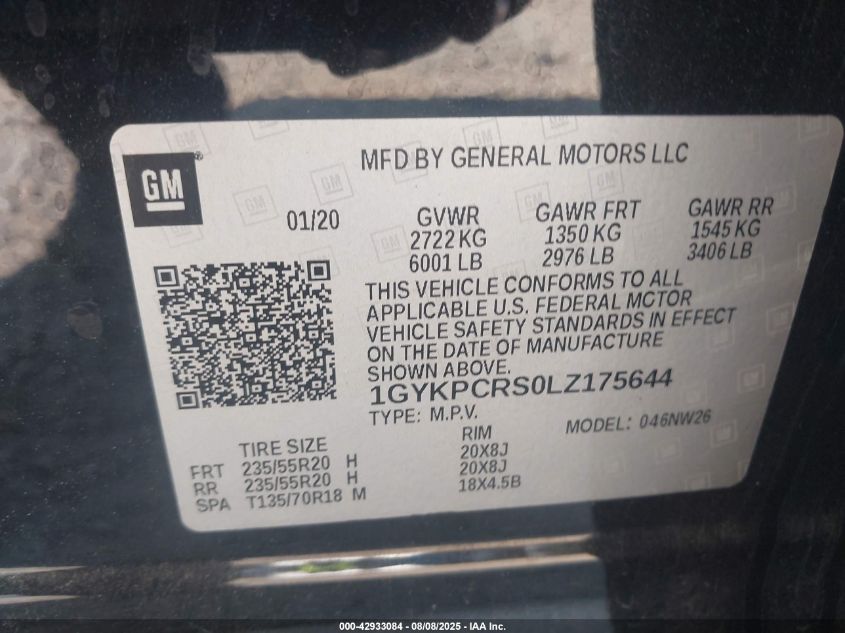 GM
MFD BY GENERAL MOTORS LLC
01/20
GVWR GAWR FRT GAWR RR
2722 KG 1350 KG 1545 KG
6001 LB 2976 LB 3406 LB
THIS VEHICLE CONFORMS TO ALL
APPLICABLE U.S. FEDERAL MOTOR
VEHICLE SAFETY STANDARDS IN EFFECT
ON THE DATE OF MANUFACTURE
SHOWN ABOVE.
1GYKPCRS0LZ175644
TYPE: M.P.V. MODEL: 046NW26
TIRE SIZE RIM
FRT 235/55R20 H 20X8J
RR 235/55R20 H 20X8J
SPA T135/70R18 M 18X4.5B
000-42933084 - 08/08/2025 - IAA Inc.